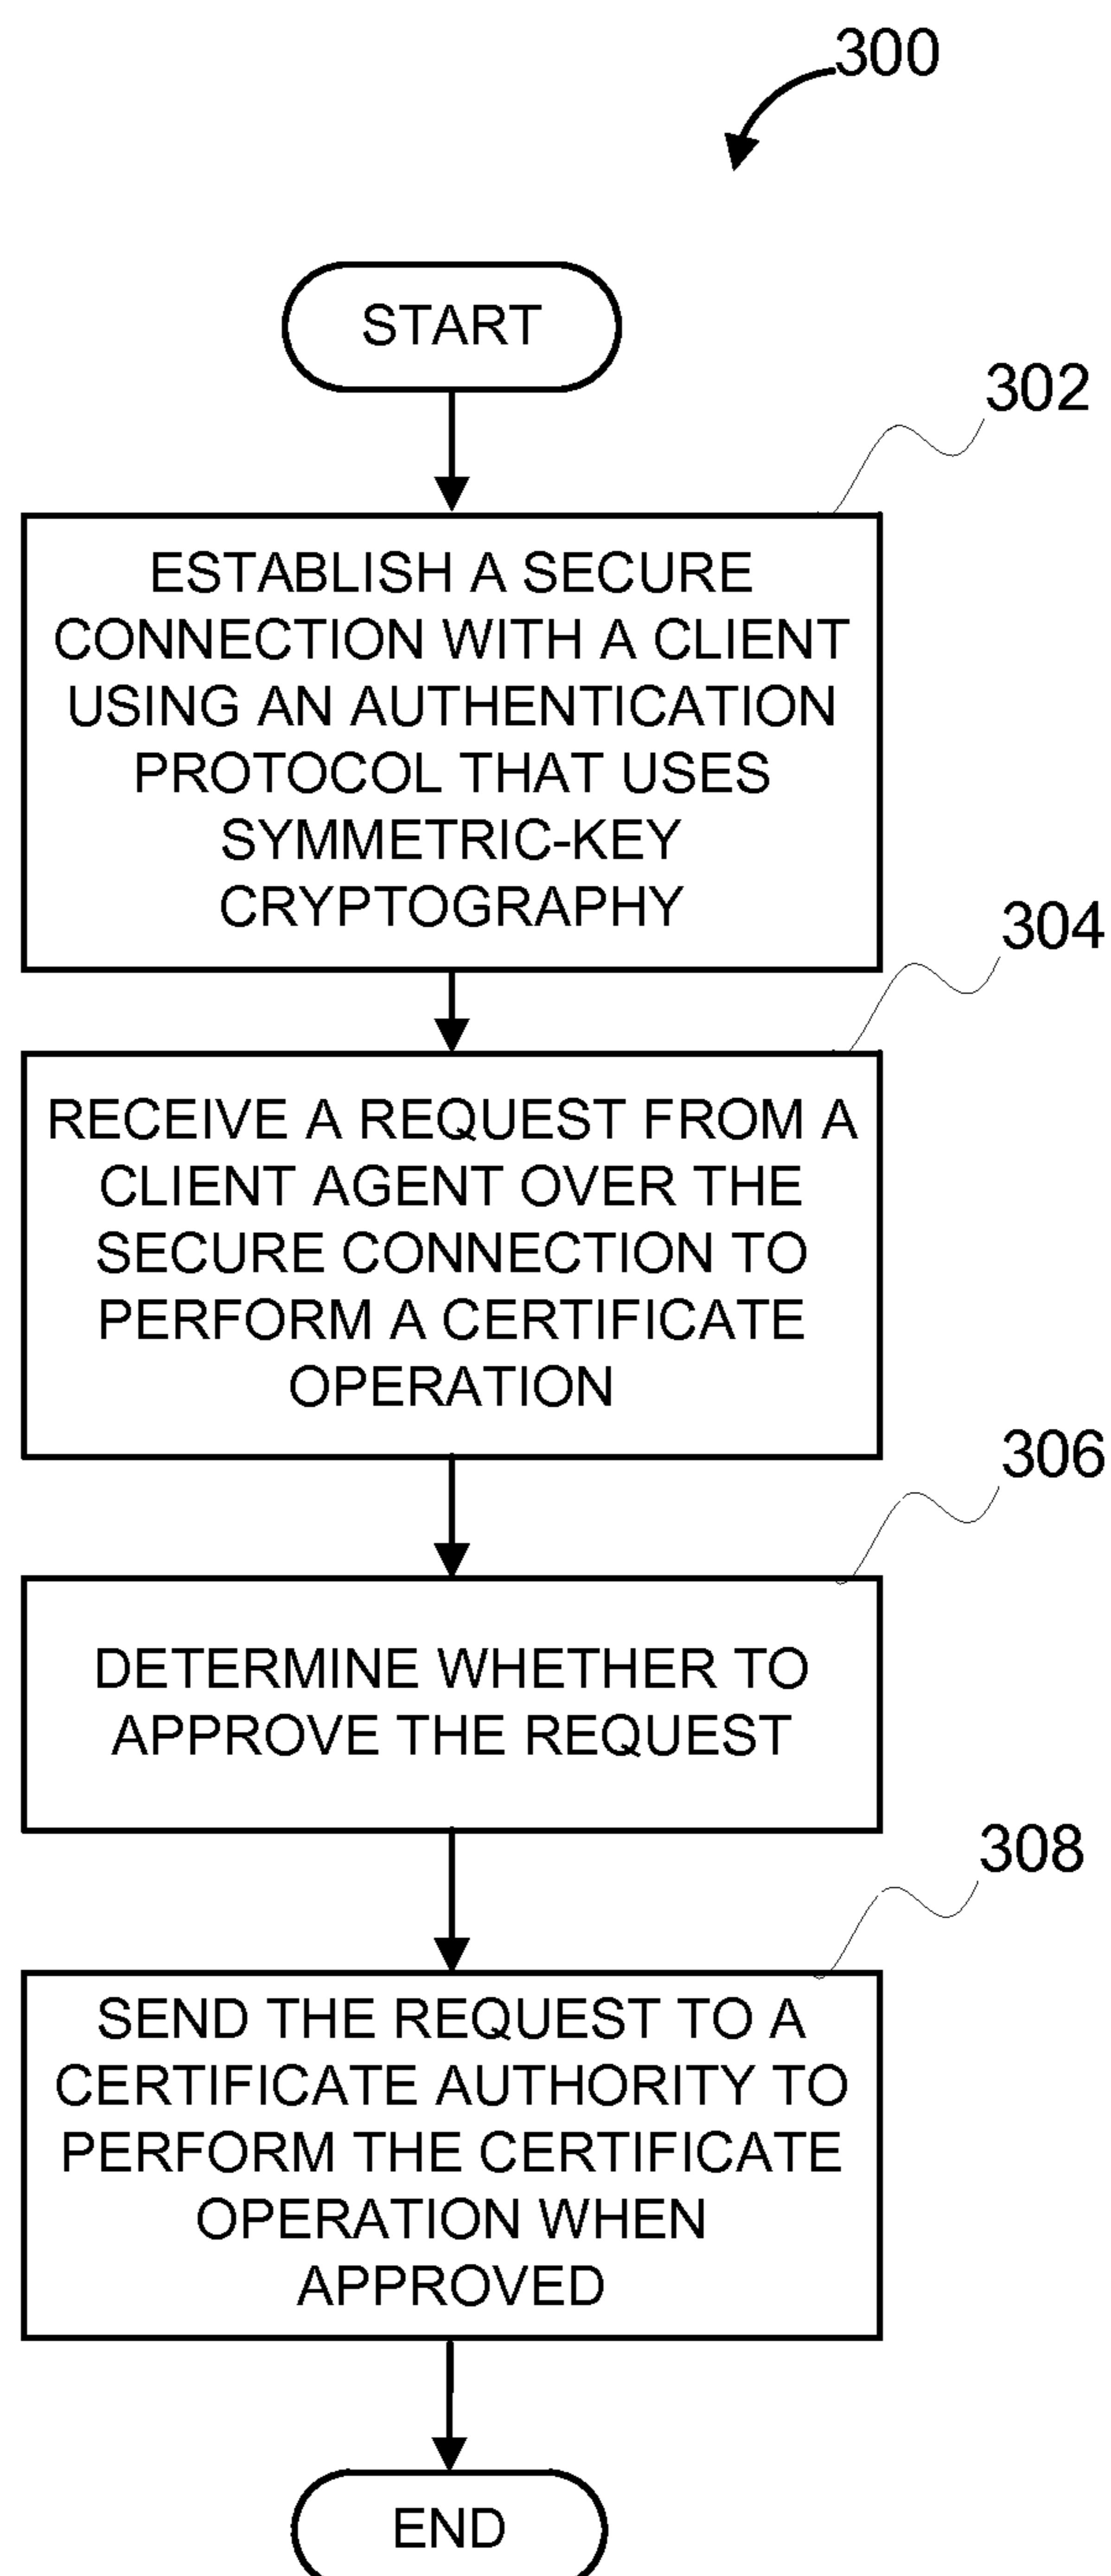 300
START
302
ESTABLISH A SECURE
CONNECTION WITH A CLIENT
USING AN AUTHENTICATION
PROTOCOL THAT USES
SYMMETRIC-KEY
CRYPTOGRAPHY
304
RECEIVE A REQUEST FROM A
CLIENT AGENT OVER THE
SECURE CONNECTION TO
PERFORM A CERTIFICATE
OPERATION
306
DETERMINE WHETHER TO
APPROVE THE REQUEST
308
SEND THE REQUEST TO A
CERTIFICATE AUTHORITY TO
PERFORM THE CERTIFICATE
OPERATION WHEN
APPROVED
END